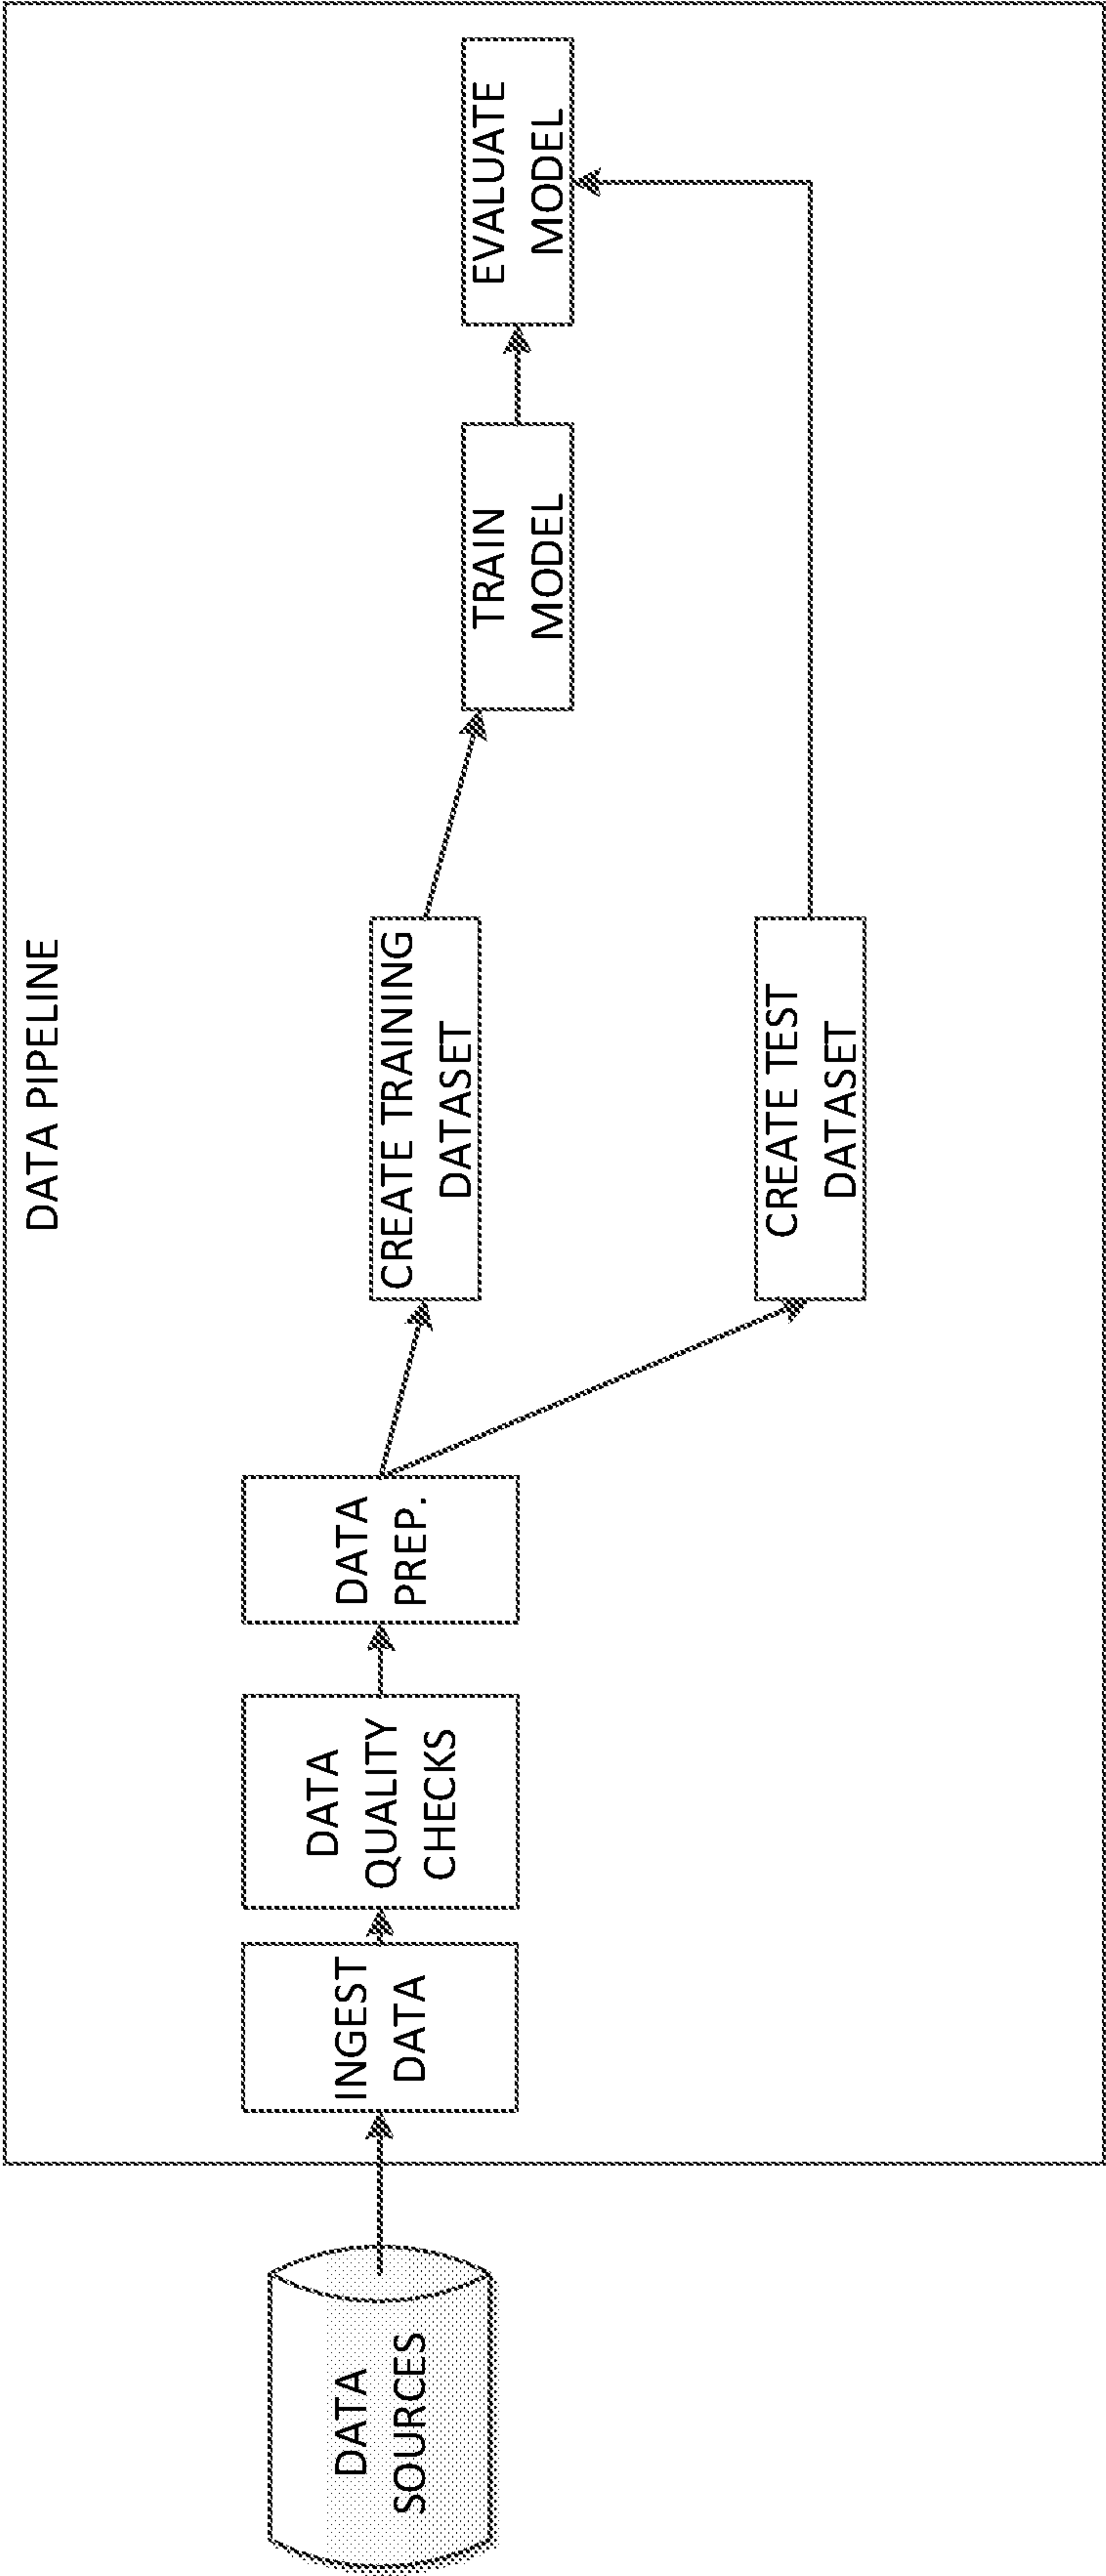 DATA PIPELINE
DATA
SOURCES
INGEST
DATA
DATA
QUALITY
CHECKS
DATA
PREP.
CREATE TRAINING
DATASET
CREATE TEST
DATASET
TRAIN
MODEL
EVALUATE
MODEL